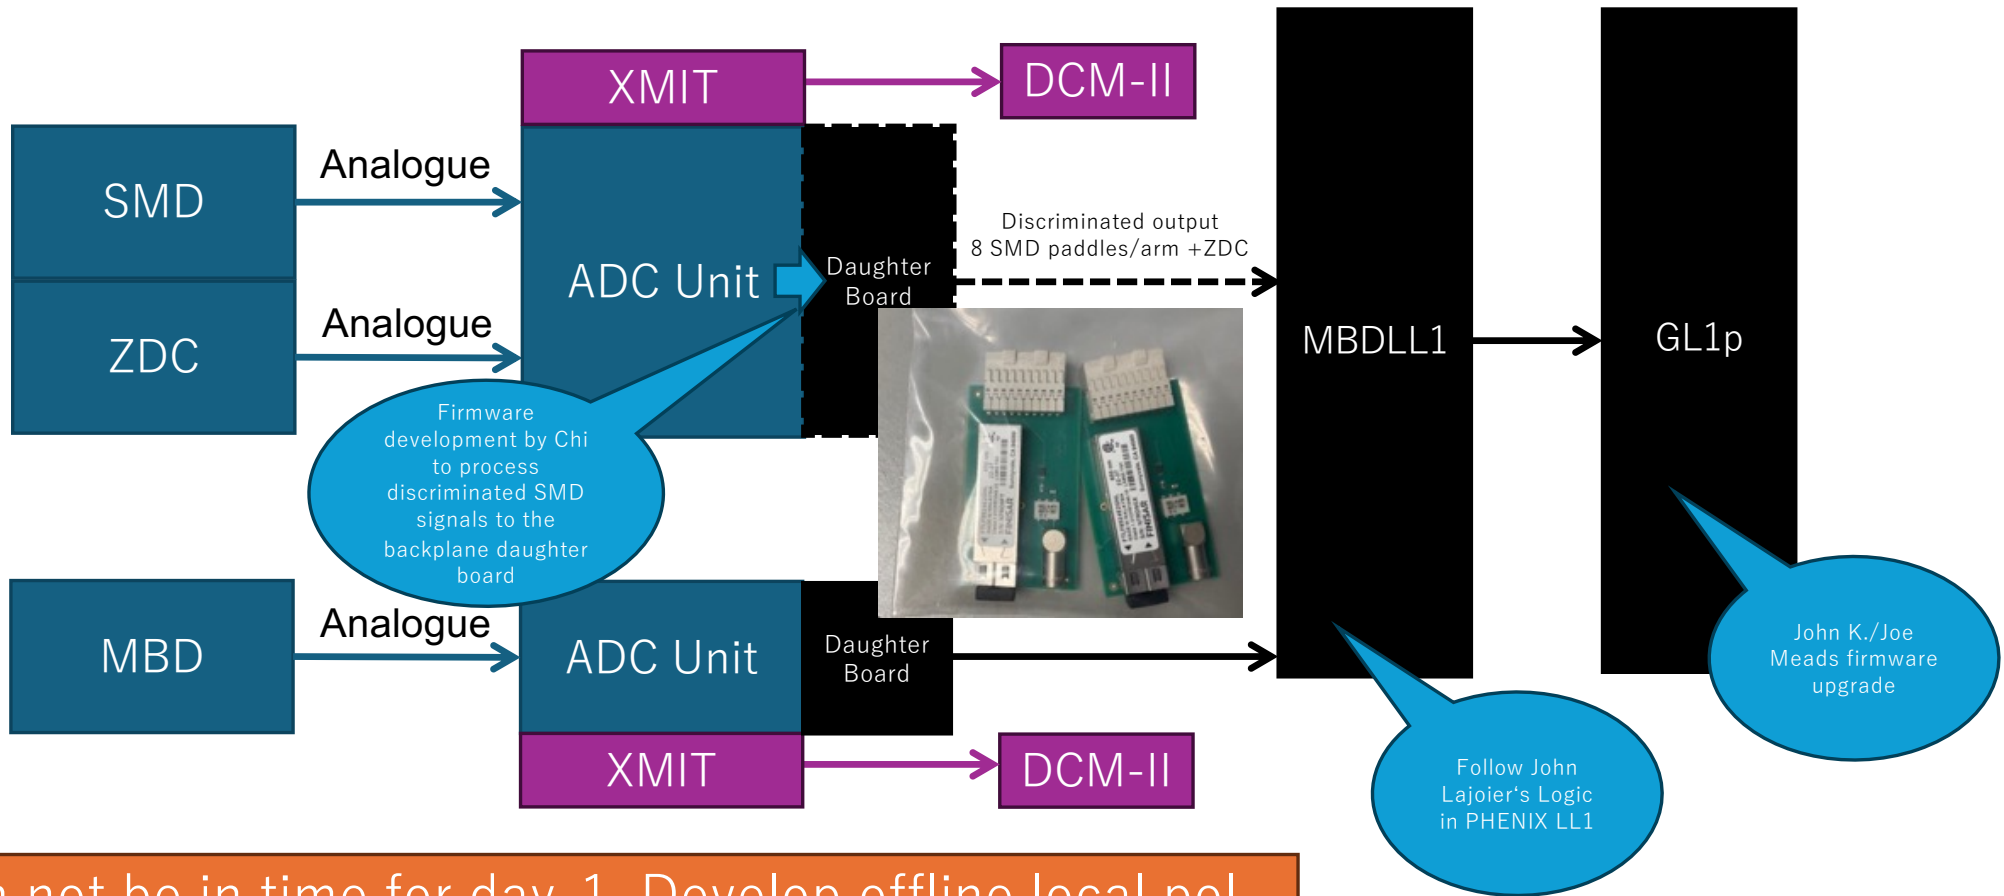 XMIT
DCM-II
SMD
Analogue
ADC Unit
Daughter
Board
Discriminated output
8 SMD paddles/arm +ZDC
ZDC
Analogue
MBDLL1
GL1p
Firmware
development by Chi
to process
discriminated SMD
signals to the
backplane daughter
board
FINISAR
FINISAR
MBD
Analogue
ADC Unit
Daughter
Board
XMIT
DCM-II
John K./Joe
Meads firmware
upgrade
Follow John
Lajoier‘s Logic
in PHENIX LL1
not be in time for day-1. Develop offline local pol